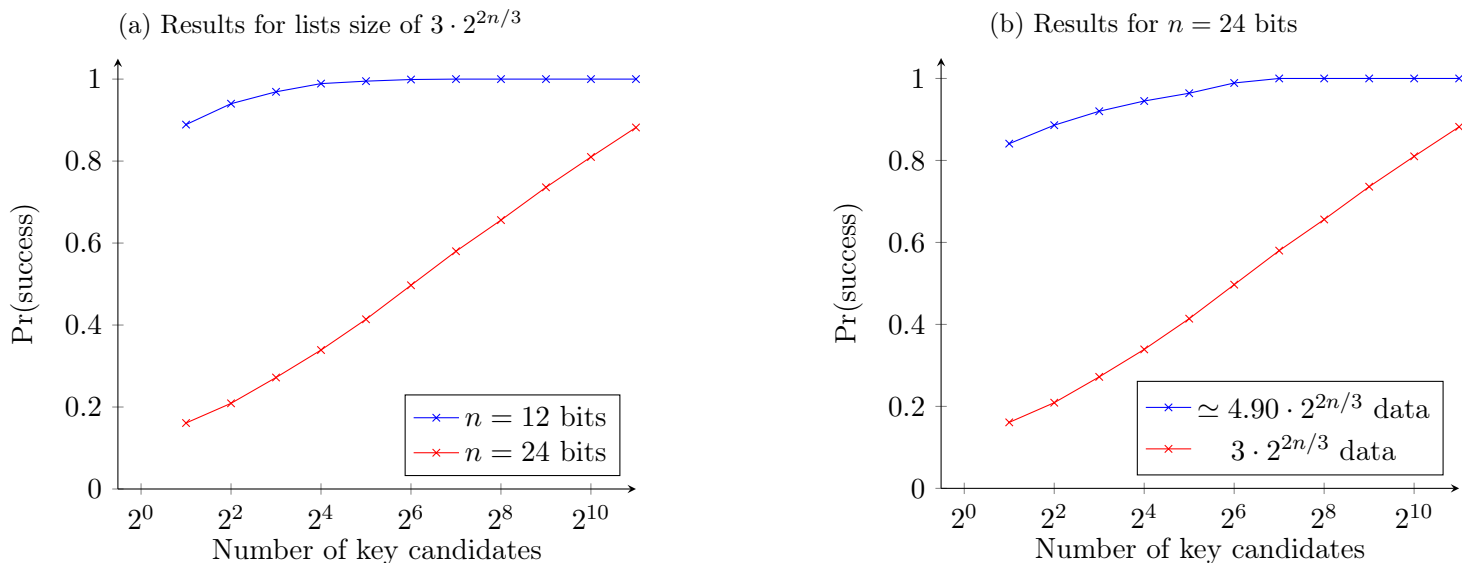 (a) Results for lists size of 3 · 2^{2n/3}
Pr(success)
1
0.8
0.6
0.4
0.2
0
2^0 2^2 2^4 2^6 2^8 2^{10}
Number of key candidates
n = 12 bits
n = 24 bits
(b) Results for n = 24 bits
Pr(success)
1
0.8
0.6
0.4
0.2
0
2^0 2^2 2^4 2^6 2^8 2^{10}
Number of key candidates
≃ 4.90 · 2^{2n/3} data
3 · 2^{2n/3} data